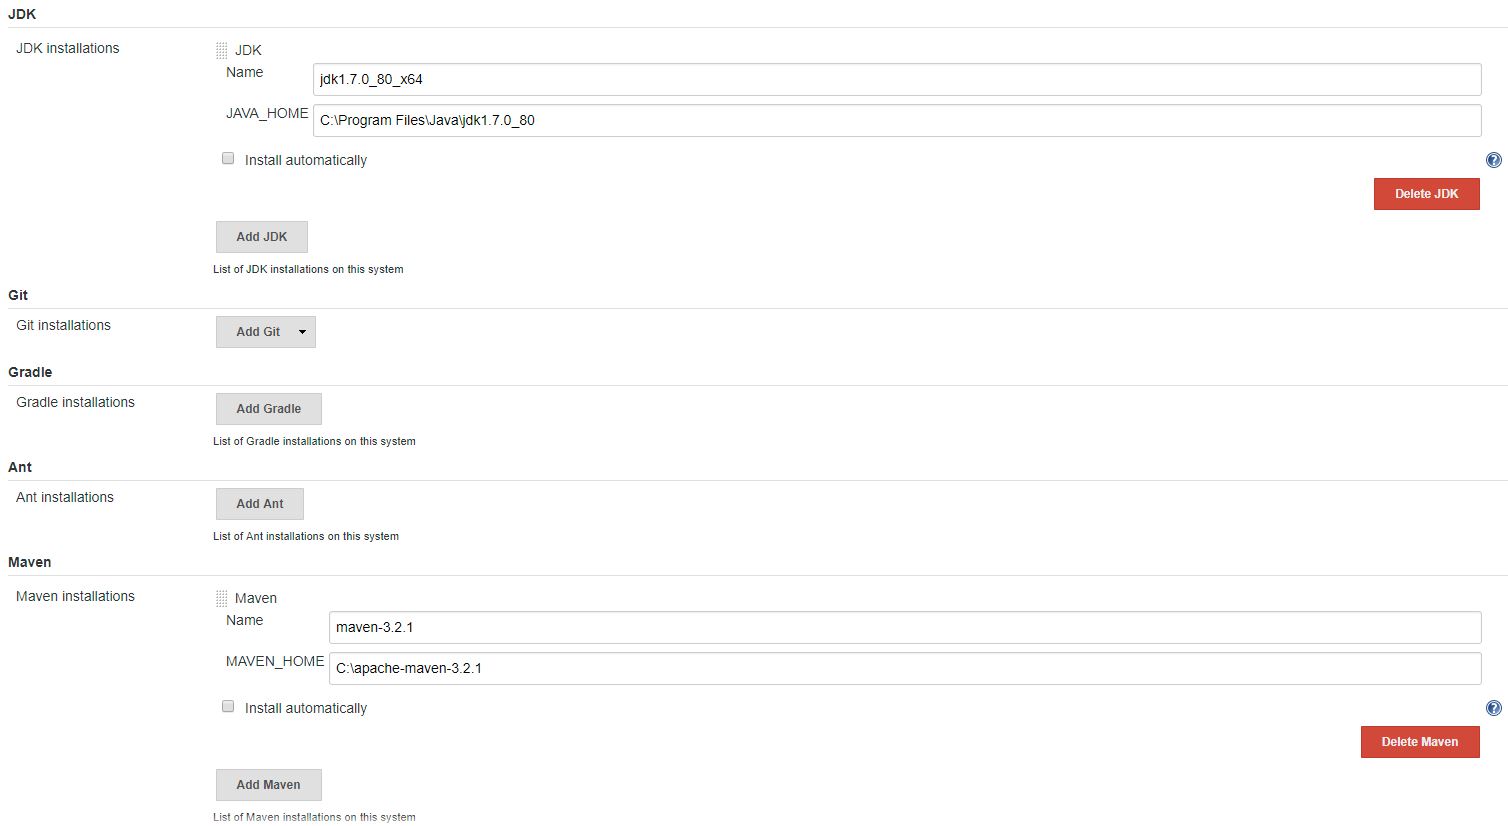 JDK
JDK installations
JDK
Name
jdk1.7.0_80_x64
JAVA_HOME
C:\Program Files\Java\jdk1.7.0_80
Install automatically
?
Delete JDK
Add JDK
List of JDK installations on this system
Git
Git installations
Add Git
Gradle
Gradle installations
Add Gradle
List of Gradle installations on this system
Ant
Ant installations
Add Ant
List of Ant installations on this system
Maven
Maven installations
Maven
Name
maven-3.2.1
MAVEN_HOME
C:\apache-maven-3.2.1
Install automatically
?
Delete Maven
Add Maven
List of Maven installations on this system